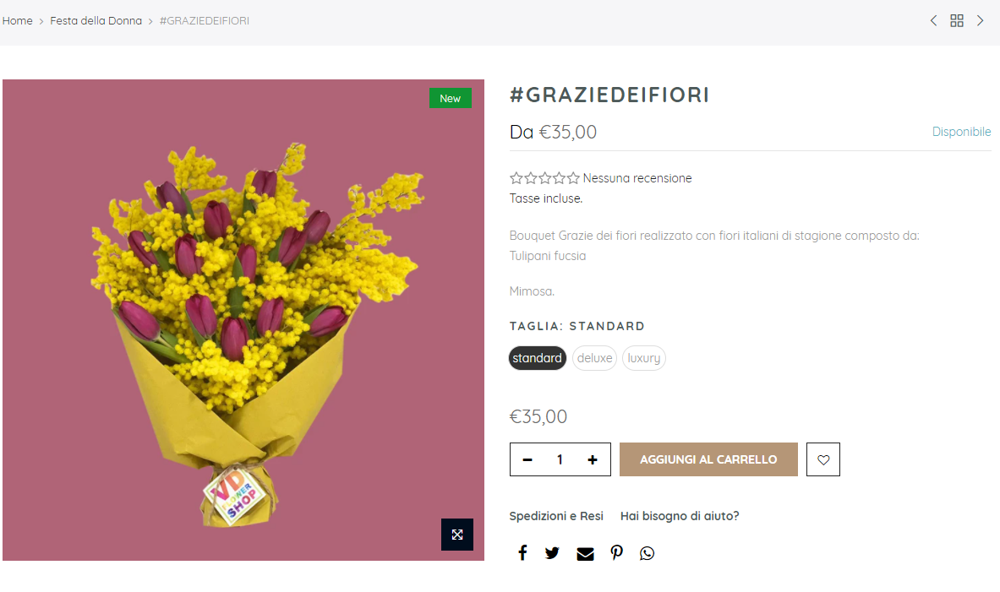 Home > Festa della Donna > #GRAZIEDEIFIORI
New
VD
FLOWER
SHOP
#GRAZIEDEIFIORI
Da €35,00
Disponibile
Nessuna recensione
Tasse incluse.
Bouquet Grazie dei fiori realizzato con fiori italiani di stagione composto da:
Tulipani fucsia
Mimosa.
TAGLIA: STANDARD
standard deluxe luxury
€35,00
1 AGGIUNGI AL CARRELLO
Spedizioni e Resi Hai bisogno di aiuto?